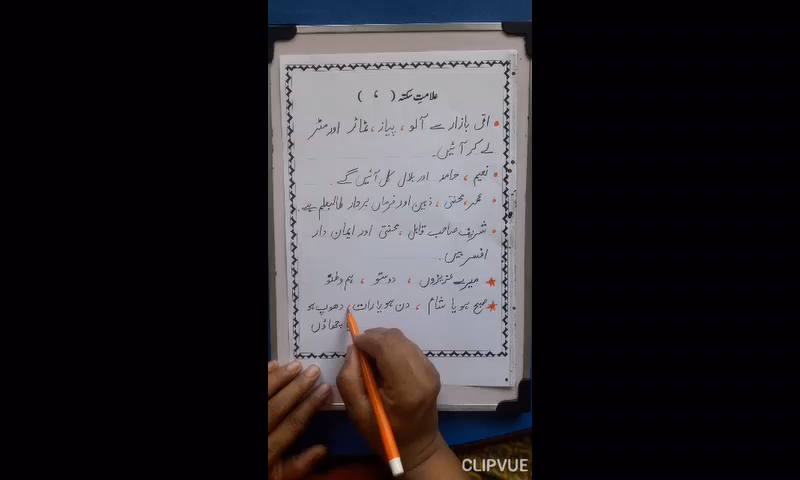 علامتِ سکتہ ( ، )
امی بازار سے آلو ، پیاز ، ٹماٹر اور مٹر
لے کر آئیں۔
نعیم ، حامد اور بلال کل آئیں گے۔
عمر ، محنتی ، ذہین اور فرماں بردار طالبعلم ہے۔
شریف صاحب قابل ، محنتی اور ایمان دار
افسر ہیں۔
میرے عزیزوں ، دوستو ، ہم وطنو
صبح ہو یا شام ، دن ہو یا رات ، دھوپ ہو
یا چھاؤں
CLIPVUE